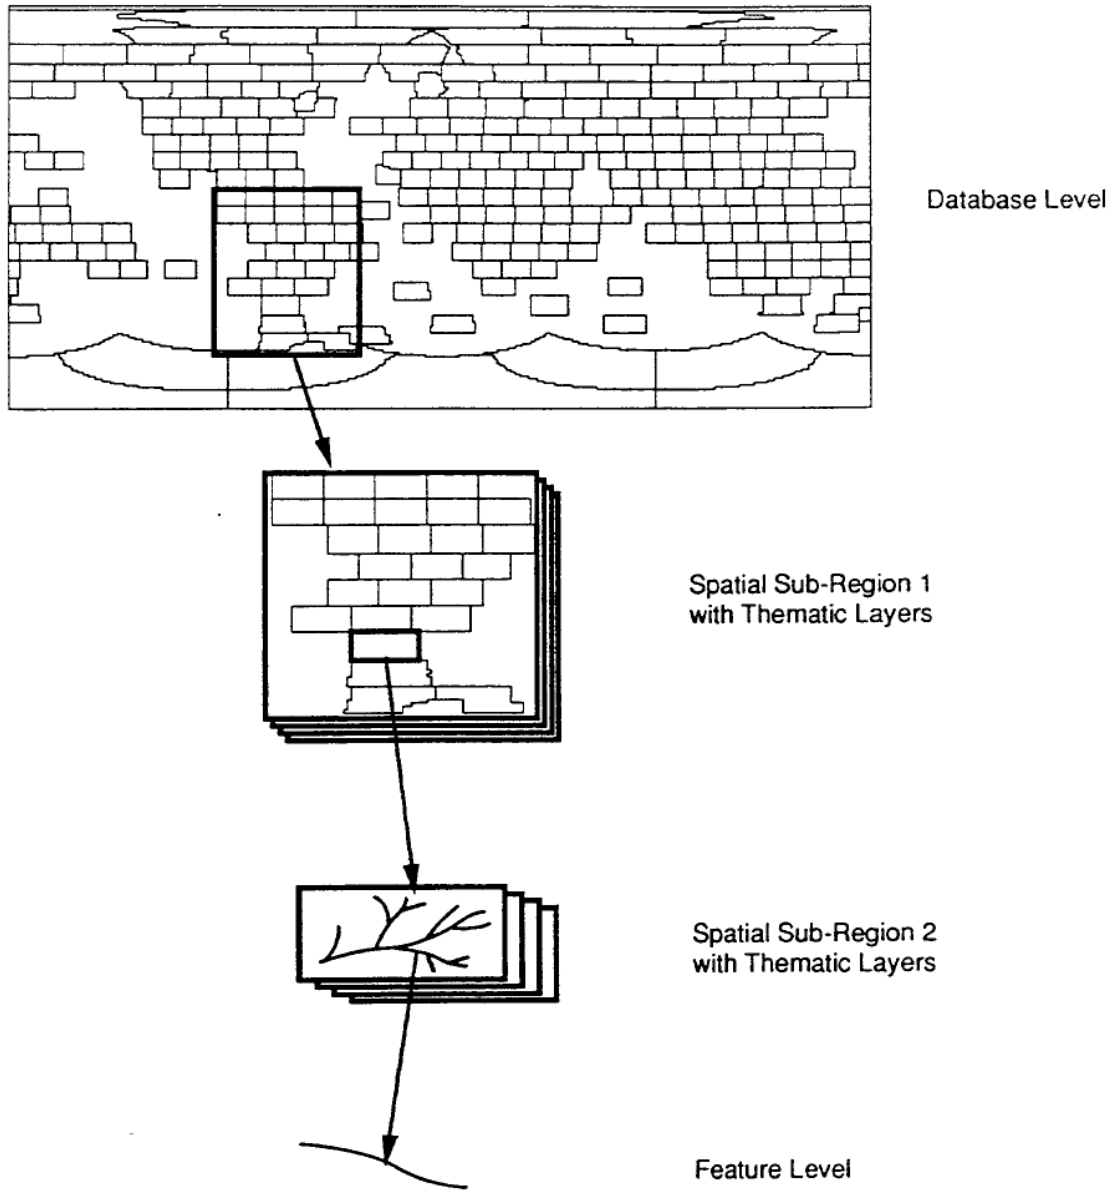 Database Level
Spatial Sub-Region 1
with Thematic Layers
Spatial Sub-Region 2
with Thematic Layers
Feature Level